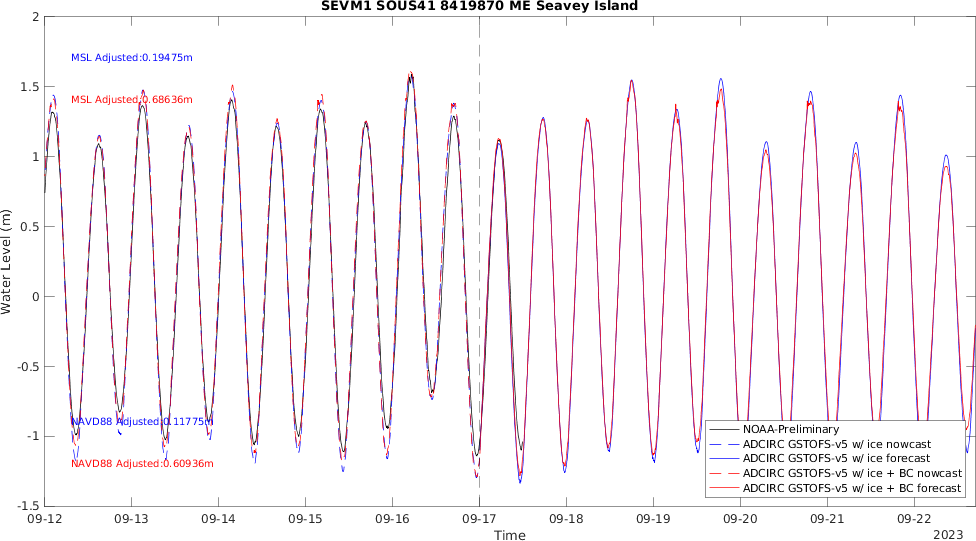 SEVM1 SOUS41 8419870 ME Seavey Island
2
1.5
1
0.5
0
-0.5
-1
-1.5
Water Level (m)
MSL Adjusted:0.19475m
MSL Adjusted:0.68636m
NAVD88 Adjusted:0.11775m
NAVD88 Adjusted:0.60936m
NOAA-Preliminary
ADCIRC GSTOFS-v5 w/ ice nowcast
ADCIRC GSTOFS-v5 w/ ice forecast
ADCIRC GSTOFS-v5 w/ ice + BC nowcast
ADCIRC GSTOFS-v5 w/ ice + BC forecast
09-12 09-13 09-14 09-15 09-16 09-17 09-18 09-19 09-20 09-21 09-22
Time
2023